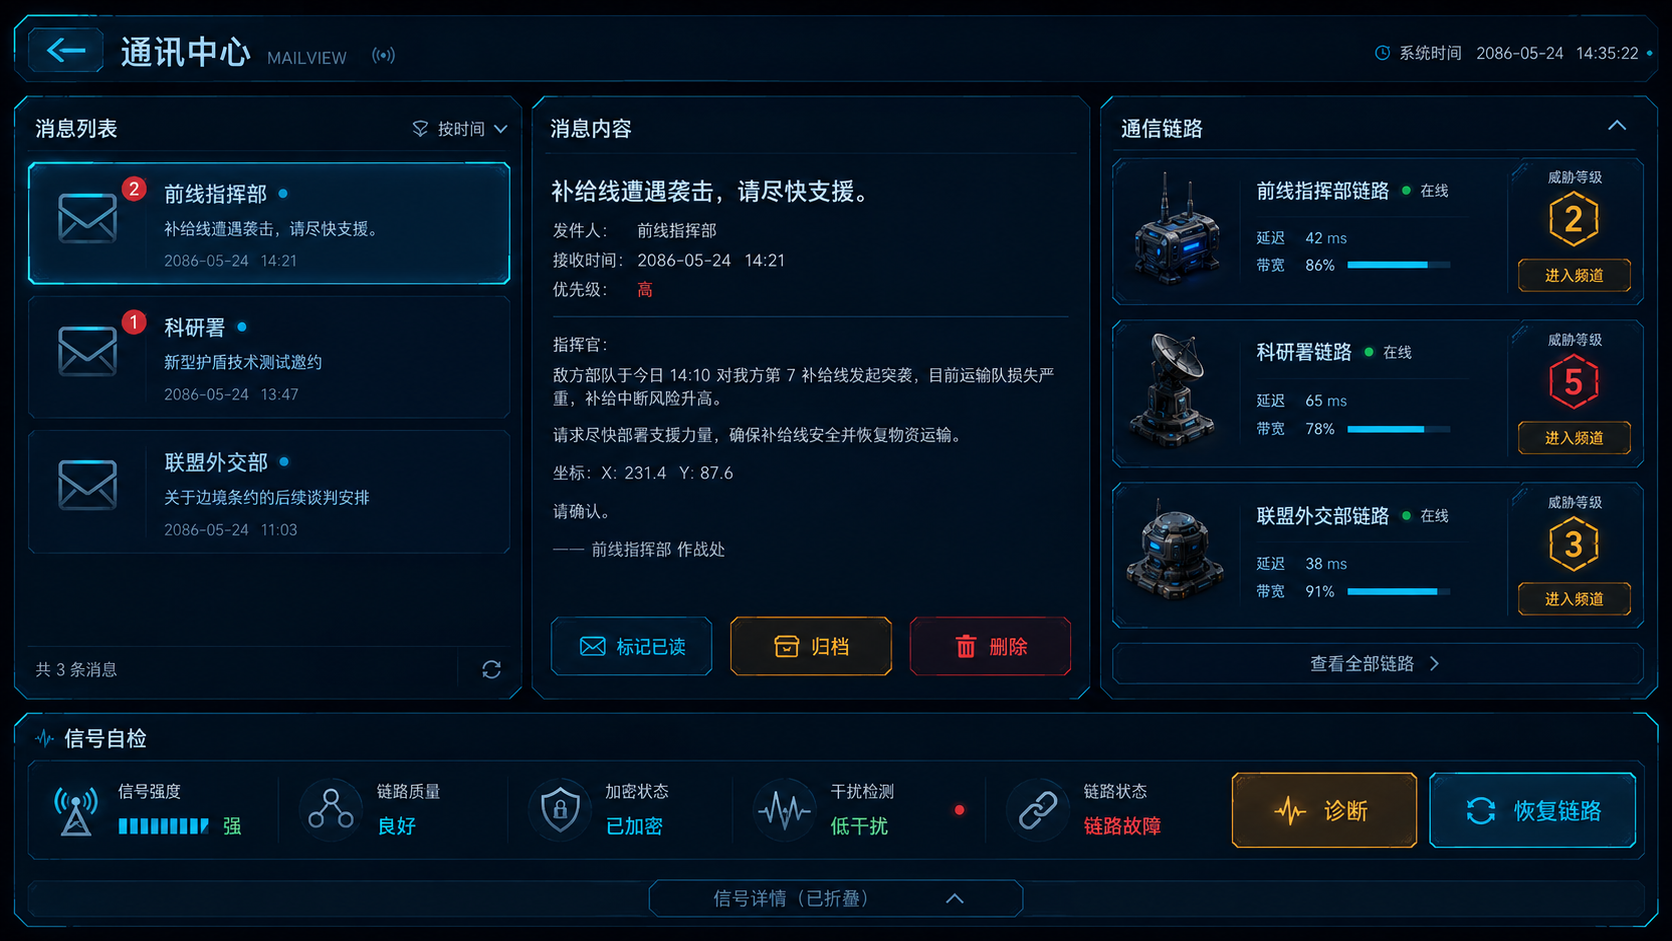 通讯中心 MAILVIEW
系统时间 2086-05-24 14:35:22
消息列表
按时间
2
前线指挥部
补给线遭遇袭击，请尽快支援。
2086-05-24 14:21
1
科研署
新型护盾技术测试邀约
2086-05-24 13:47
联盟外交部
关于边境条约的后续谈判安排
2086-05-24 11:03
共 3 条消息
消息内容
补给线遭遇袭击，请尽快支援。
发件人： 前线指挥部
接收时间： 2086-05-24 14:21
优先级： 高
指挥官：
敌方部队于今日 14:10 对我方第 7 补给线发起突袭，目前运输队损失严
重，补给中断风险升高。
请求尽快部署支援力量，确保补给线安全并恢复物资运输。
坐标：X: 231.4 Y: 87.6
请确认。
—— 前线指挥部 作战处
标记已读
归档
删除
通信链路
前线指挥部链路 在线
延迟 42 ms
带宽 86%
威胁等级
2
进入频道
科研署链路 在线
延迟 65 ms
带宽 78%
威胁等级
5
进入频道
联盟外交部链路 在线
延迟 38 ms
带宽 91%
威胁等级
3
进入频道
查看全部链路
信号自检
信号强度
强
链路质量
良好
加密状态
已加密
干扰检测
低干扰
链路状态
链路故障
诊断
恢复链路
信号详情（已折叠）